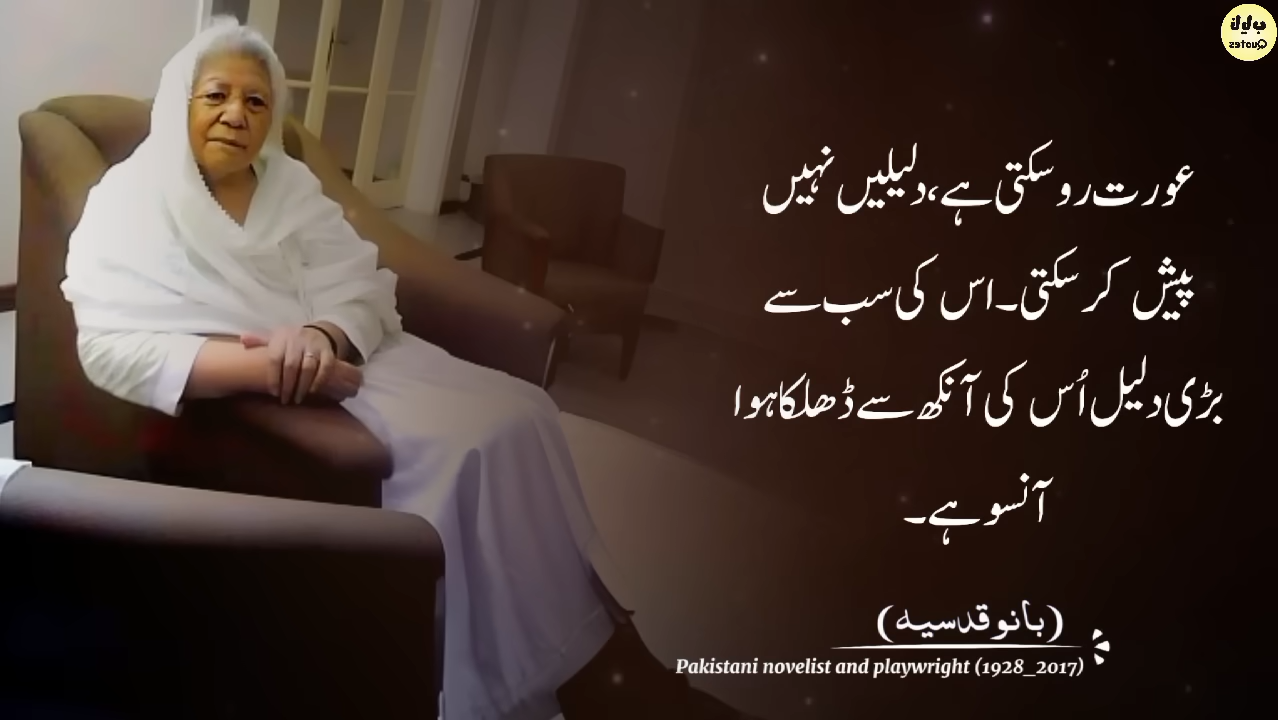 عورت رو سکتی ہے، دلیلیں نہیں
پیش کر سکتی۔ اس کی سب سے
بڑی دلیل اُس کی آنکھ سے ڈھلکا ہوا
آنسو ہے۔
(بانو قدسیہ)
Pakistani novelist and playwright (1928_2017)